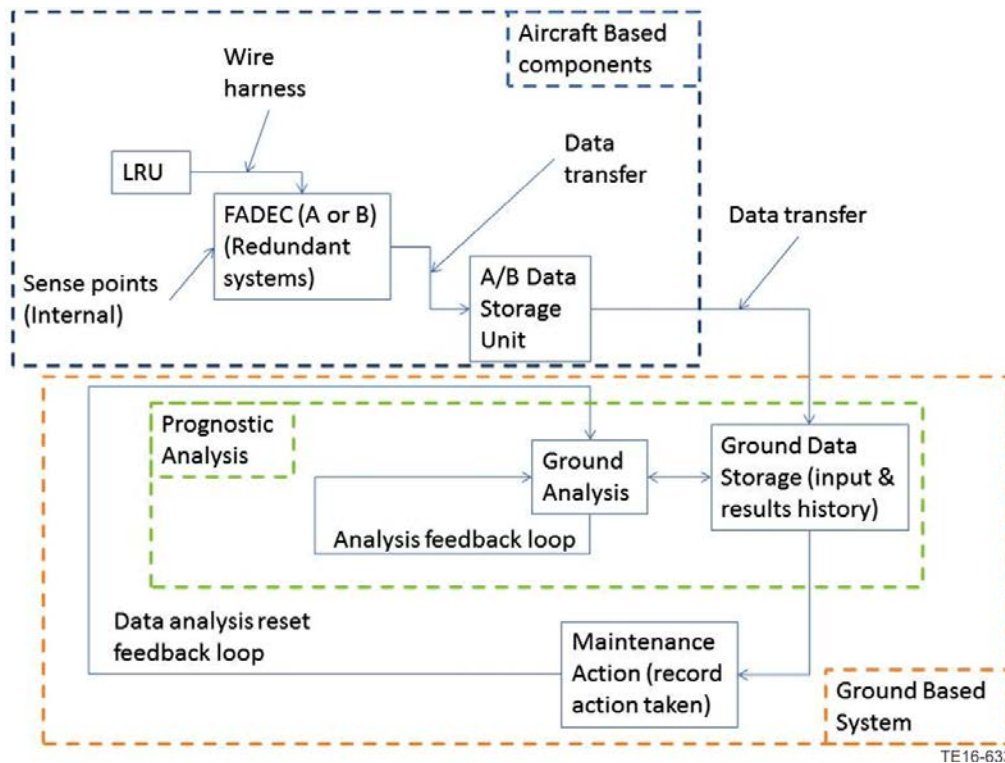 Aircraft Based
components
Wire
harness
Data
transfer
LRU
FADEC (A or B)
(Redundant
systems)
Data transfer
Sense points
(Internal)
A/B Data
Storage
Unit
Prognostic
Analysis
Ground
Analysis
Ground Data
Storage (input &
results history)
Analysis feedback loop
Data analysis reset
feedback loop
Maintenance
Action (record
action taken)
Ground Based
System